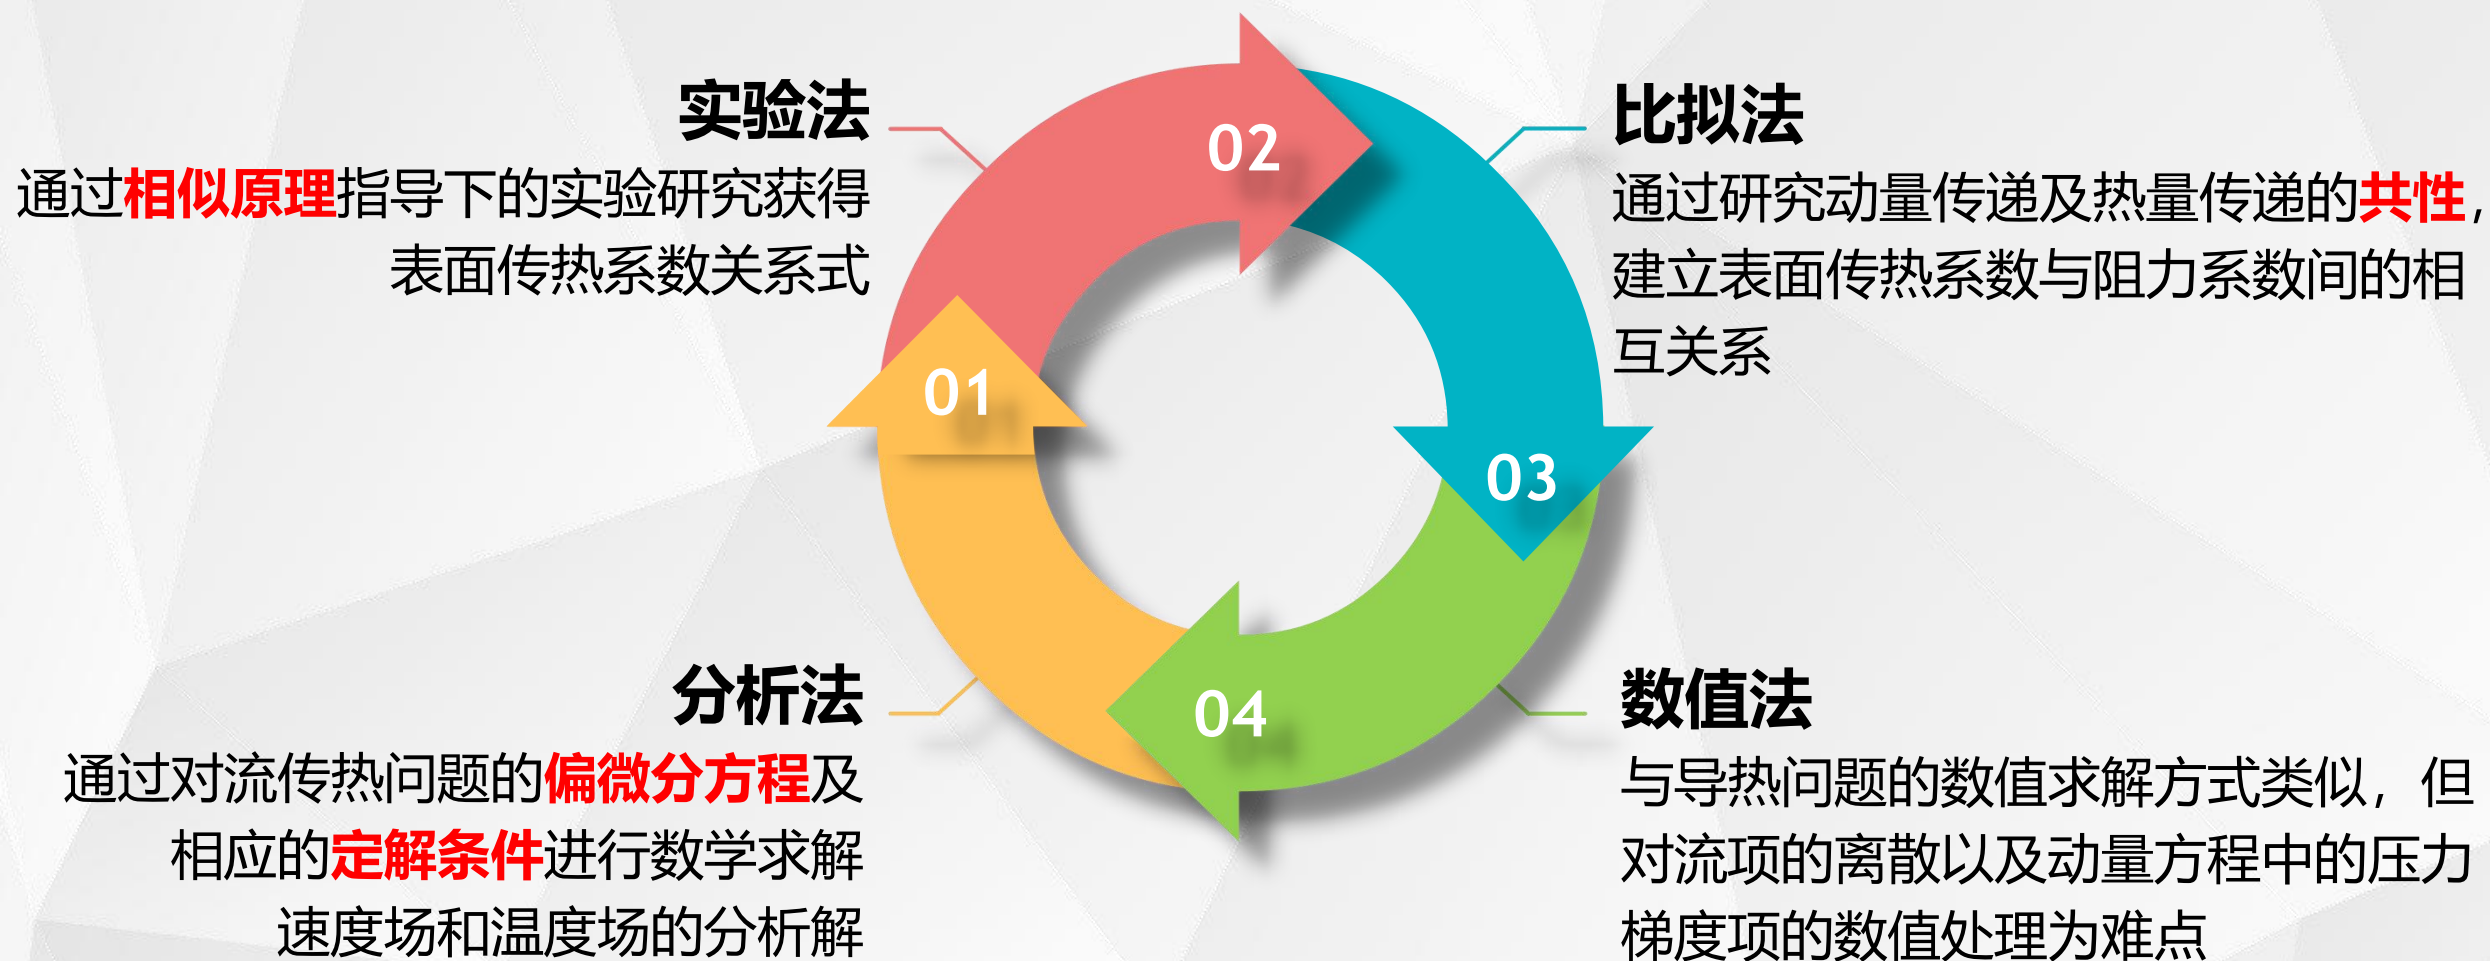 实验法
通过相似原理指导下的实验研究获得
表面传热系数关系式
02
比拟法
通过研究动量传递及热量传递的共性，
建立表面传热系数与阻力系数间的相
互关系
01
03
分析法
通过对流传热问题的偏微分方程及
相应的定解条件进行数学求解
速度场和温度场的分析解
04
数值法
与导热问题的数值求解方式类似，但
对流项的离散以及动量方程中的压力
梯度项的数值处理为难点